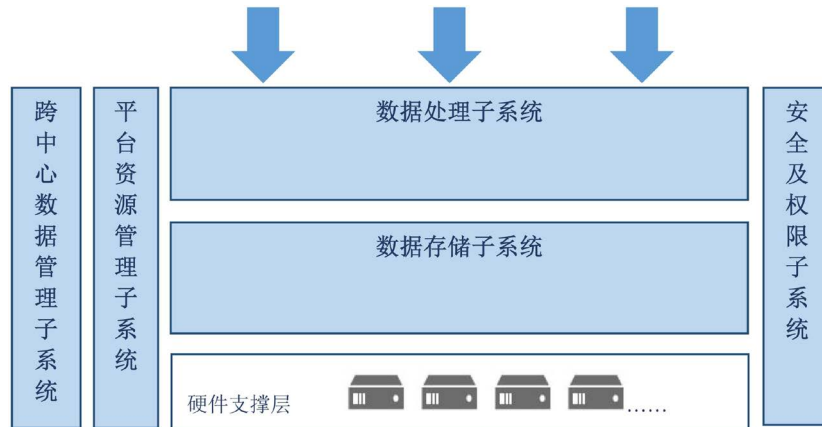 跨中心数据管理子系统
平台资源管理子系统
数据处理子系统
数据存储子系统
硬件支撑层
......
安全及权限子系统